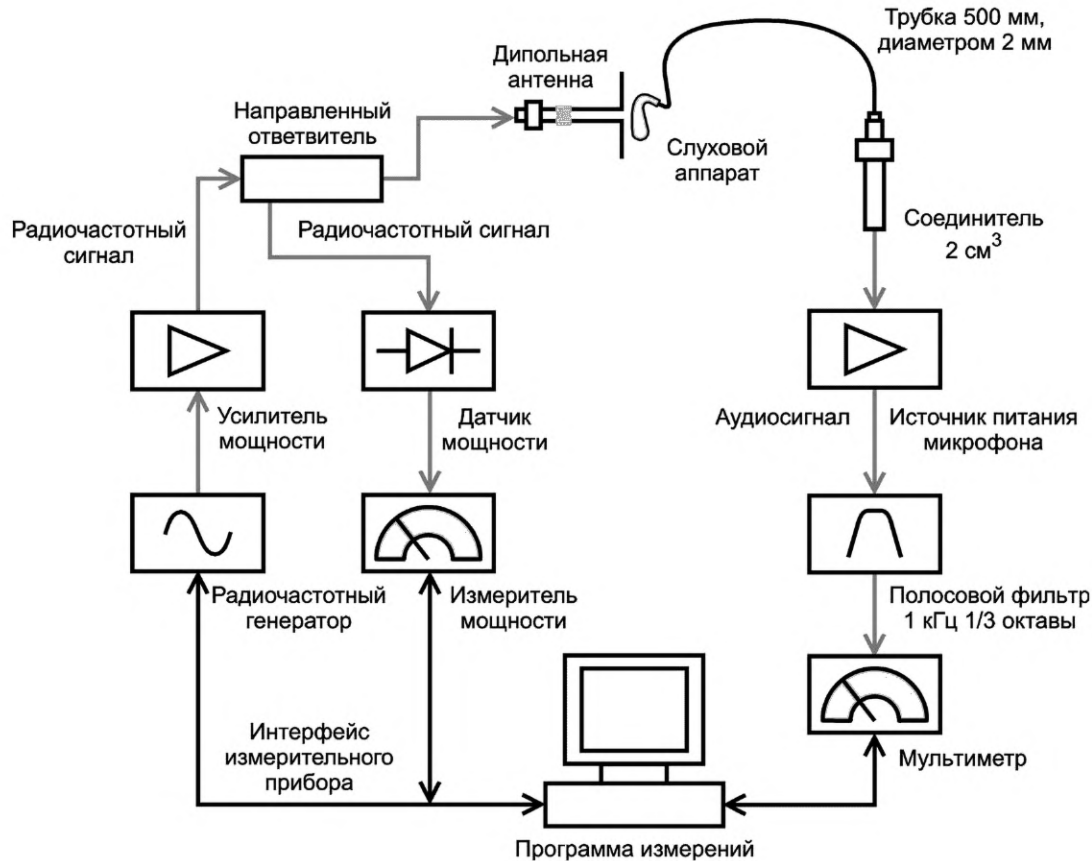 Трубка 500 мм,
диаметром 2 мм
Дипольная
антенна
Направленный
ответвитель
Слуховой
аппарат
Радиочастотный
сигнал
Радиочастотный сигнал
Соединитель
2 см³
Усилитель
мощности
Датчик
мощности
Аудиосигнал
Источник питания
микрофона
Радиочастотный
генератор
Измеритель
мощности
Полосовой фильтр
1 кГц 1/3 октавы
Интерфейс
измерительного
прибора
Мультиметр
Программа измерений